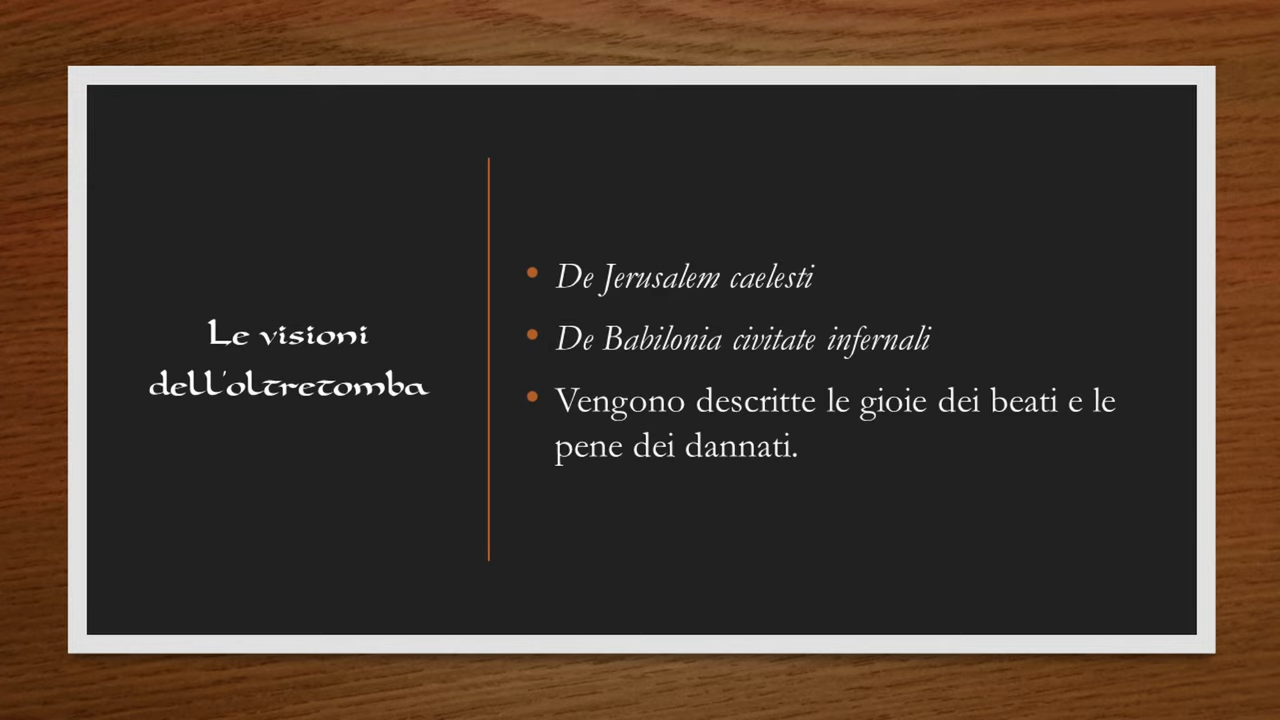 Le visioni
dell'oltretomba
• De Jerusalem caelesti
• De Babilonia civitate infernali
• Vengono descritte le gioie dei beati e le
pene dei dannati.